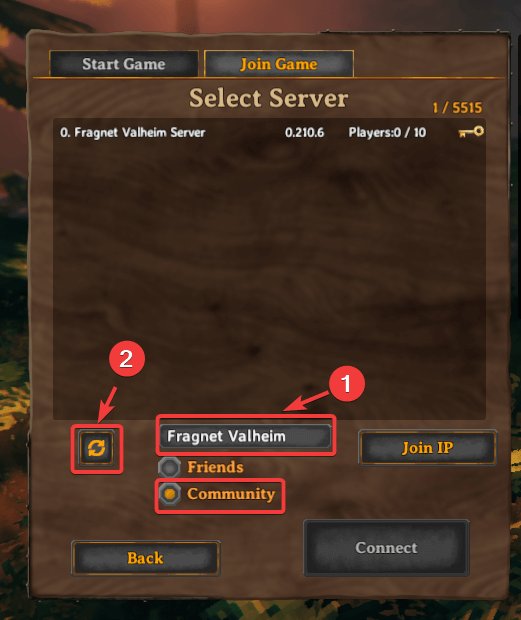 Start Game
Join Game
Select Server
1 / 5515
0. Fragnet Valheim Server 0.210.6 Players:0 / 10
2
1
Fragnet Valheim
Friends
Join IP
Community
Back
Connect